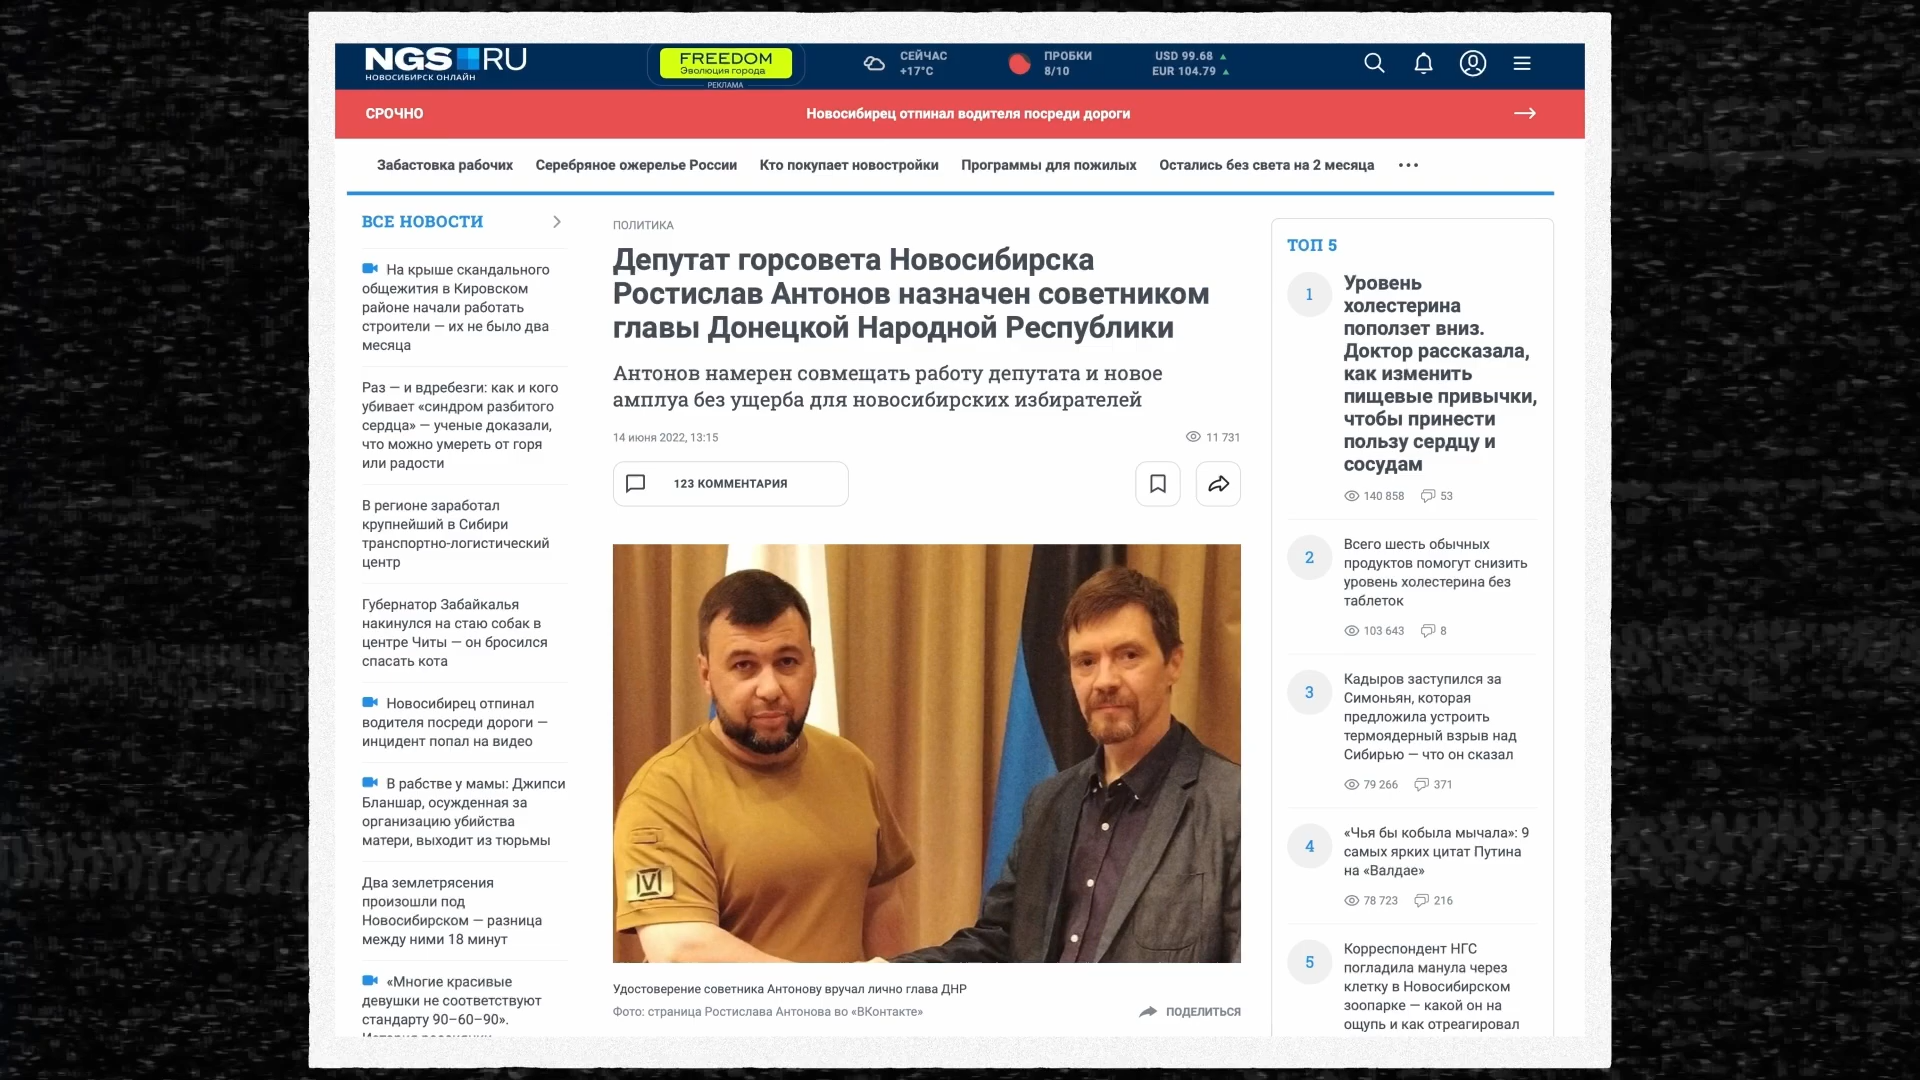 NGS RU
НОВОСИБИРСК ОНЛАЙН
FREEDOM
Эволюция города
РЕКЛАМА
СЕЙЧАС
+17°C
ПРОБКИ
8/10
USD 99.68
EUR 104.79
СРОЧНО
Новосибирец отпинал водителя посреди дороги
Забастовка рабочих
Серебряное ожерелье России
Кто покупает новостройки
Программы для пожилых
Остались без света на 2 месяца
ВСЕ НОВОСТИ
На крыше скандального
общежития в Кировском
районе начали работать
строители — их не было два
месяца
Раз — и вдребезги: как и кого
убивает «синдром разбитого
сердца» — ученые доказали,
что можно умереть от горя
или радости
В регионе заработал
крупнейший в Сибири
транспортно-логистический
центр
Губернатор Забайкалья
накинулся на стаю собак в
центре Читы — он бросился
спасать кота
Новосибирец отпинал
водителя посреди дороги —
инцидент попал на видео
В рабстве у мамы: Джипси
Бланшар, осужденная за
организацию убийства
матери, выходит из тюрьмы
Два землетрясения
произошли под
Новосибирском — разница
между ними 18 минут
«Многие красивые
девушки не соответствуют
стандарту 90–60–90».
ПОЛИТИКА
Депутат горсовета Новосибирска
Ростислав Антонов назначен советником
главы Донецкой Народной Республики
Антонов намерен совмещать работу депутата и новое
амплуа без ущерба для новосибирских избирателей
14 июня 2022, 13:15
11 731
123 КОММЕНТАРИЯ
V
Удостоверение советника Антонову вручал лично глава ДНР
Фото: страница Ростислава Антонова во «ВКонтакте»
ПОДЕЛИТЬСЯ
ТОП 5
1
Уровень
холестерина
поползет вниз.
Доктор рассказала,
как изменить
пищевые привычки,
чтобы принести
пользу сердцу и
сосудам
140 858
53
2
Всего шесть обычных
продуктов помогут снизить
уровень холестерина без
таблеток
103 643
8
3
Кадыров заступился за
Симоньян, которая
предложила устроить
термоядерный взрыв над
Сибирью — что он сказал
79 266
371
4
«Чья бы кобыла мычала»: 9
самых ярких цитат Путина
на «Валдае»
78 723
216
5
Корреспондент НГС
погладила манула через
клетку в Новосибирском
зоопарке — какой он на
ощупь и как отреагировал